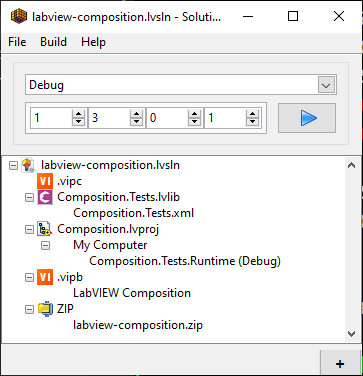 labview-composition.lvsln - Soluti...
File Build Help
Debug
1 3 0 1
labview-composition.lvsln
VI .vipc
Composition.Tests.lvlib
Composition.Tests.xml
Composition.lvproj
My Computer
Composition.Tests.Runtime (Debug)
VI .vipb
LabVIEW Composition
ZIP
labview-composition.zip
+